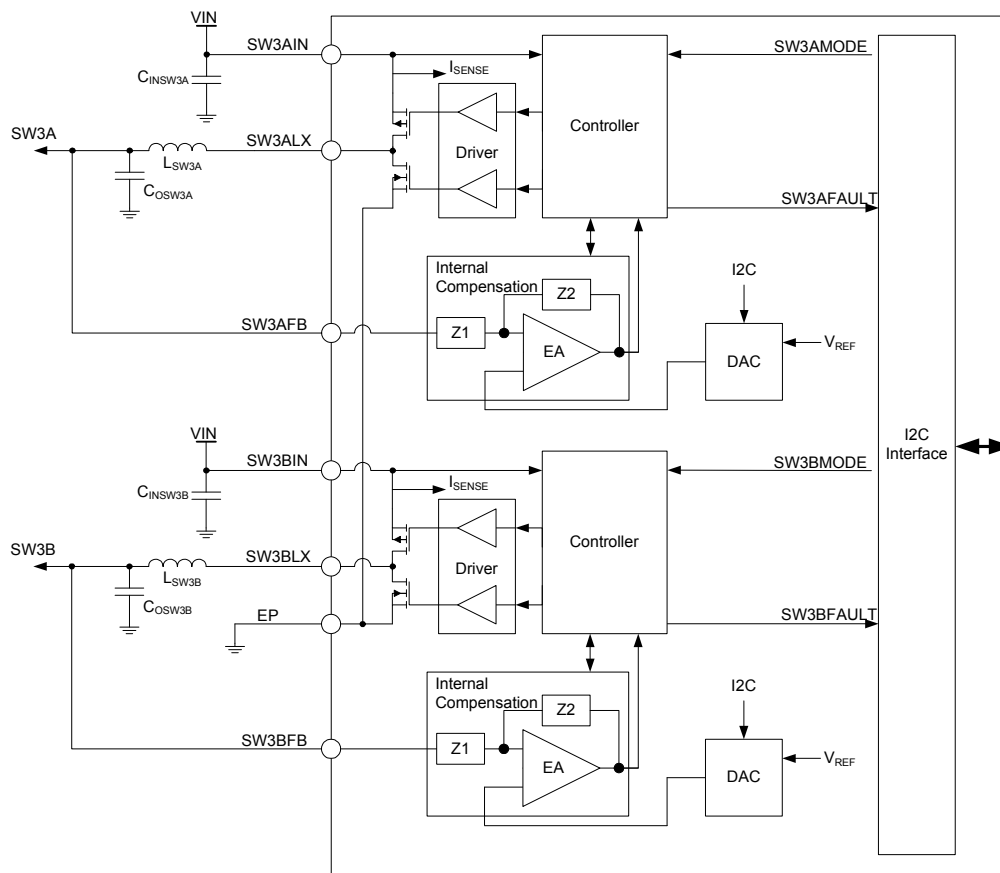 VIN
SW3AIN
SW3AMODE
ISENSE
CINSW3A
Controller
SW3A
SW3ALX
Driver
LSW3A
COSW3A
SW3AFAULT
Internal
Compensation
I2C
Z2
SW3AFB
Z1
EA
VREF
DAC
VIN
SW3BIN
SW3BMODE
I2C
Interface
ISENSE
CINSW3B
Controller
SW3B
SW3BLX
Driver
LSW3B
COSW3B
EP
SW3BFAULT
Internal
Compensation
I2C
Z2
SW3BFB
Z1
EA
VREF
DAC